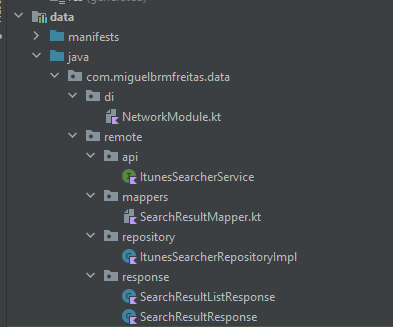 data
manifests
java
com.miguelbrmfreitas.data
di
NetworkModule.kt
remote
api
ItunesSearcherService
mappers
SearchResultMapper.kt
repository
ItunesSearcherRepositoryImpl
response
SearchResultListResponse
SearchResultResponse